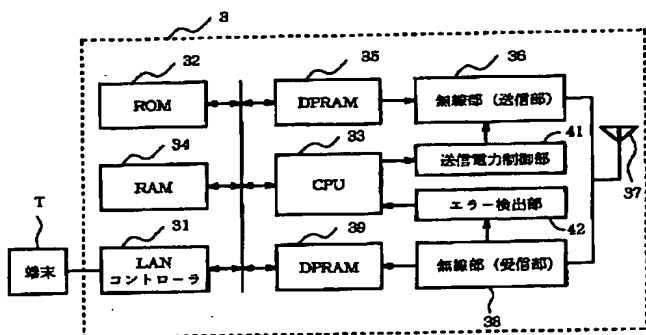 3
32
ROM
35
DPRAM
36
無線部(送信部)
34
RAM
33
CPU
41
送信電力制御部
37
エラー検出部
42
T
端末
31
LAN
コントローラ
39
DPRAM
無線部(受信部)
38